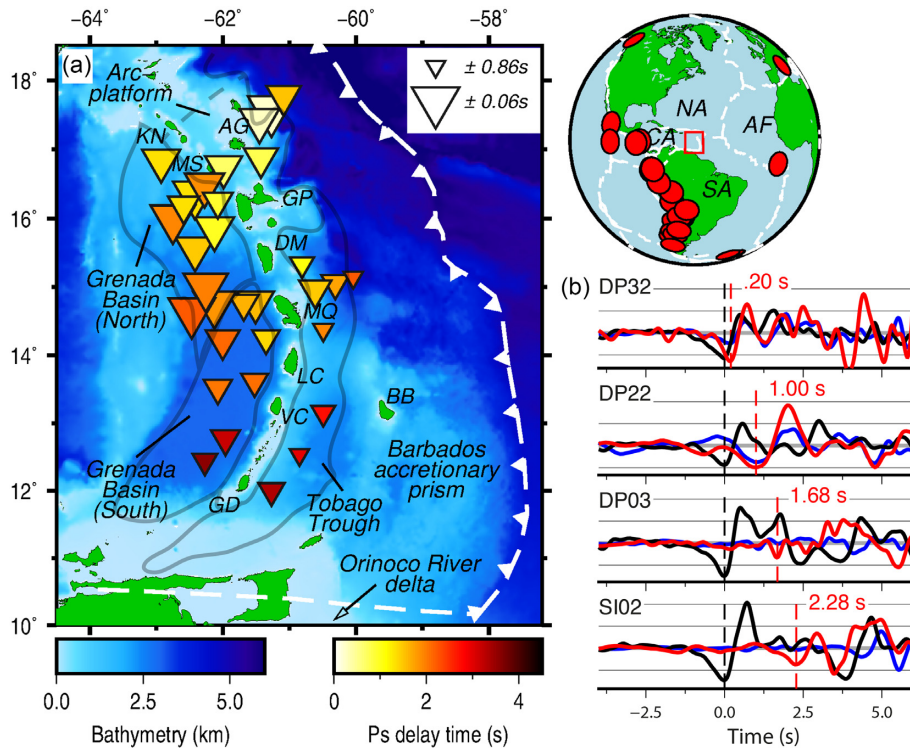 −64° −62° −60° −58°
18°
16°
14°
12°
10°
(a)
± 0.86s
± 0.06s
Arc
platform
KN
AG
MS
GP
DM
Grenada
Basin
(North)
MQ
LC
BB
VC
Grenada
Basin
(South)
GD
Barbados
accretionary
prism
Tobago
Trough
Orinoco River
delta
0.0 2.5 5.0
Bathymetry (km)
0 2 4
Ps delay time (s)
NA
CA
AF
SA
(b)
DP32
.20 s
DP22
1.00 s
DP03
1.68 s
SI02
2.28 s
−2.5 0.0 2.5 5.0
Time (s)